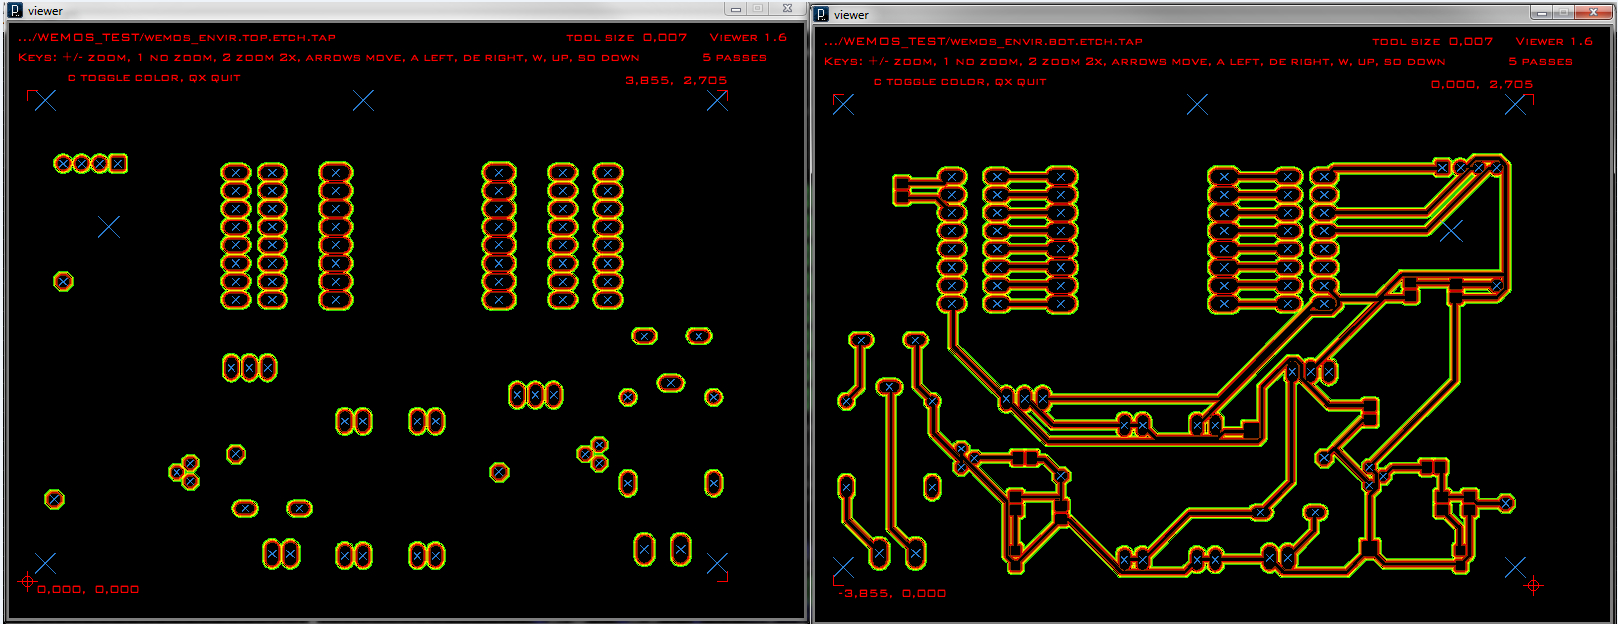 viewer
.../WEMOS_TEST/WEMOS_ENVIR.TOP.ETCH.TAP TOOL SIZE 0,007 VIEWER 1.6
KEYS: +/- ZOOM, 1 NO ZOOM, 2 ZOOM 2X, ARROWS MOVE, A LEFT, DE RIGHT, W, UP, SO DOWN 5 PASSES
C TOGGLE COLOR, QX QUIT
3,855, 2,705
0,000, 0,000
viewer
.../WEMOS_TEST/WEMOS_ENVIR.BOT.ETCH.TAP TOOL SIZE 0,007 VIEWER 1.6
KEYS: +/- ZOOM, 1 NO ZOOM, 2 ZOOM 2X, ARROWS MOVE, A LEFT, DE RIGHT, W, UP, SO DOWN 5 PASSES
C TOGGLE COLOR, QX QUIT
0,000, 2,705
-3,855, 0,000